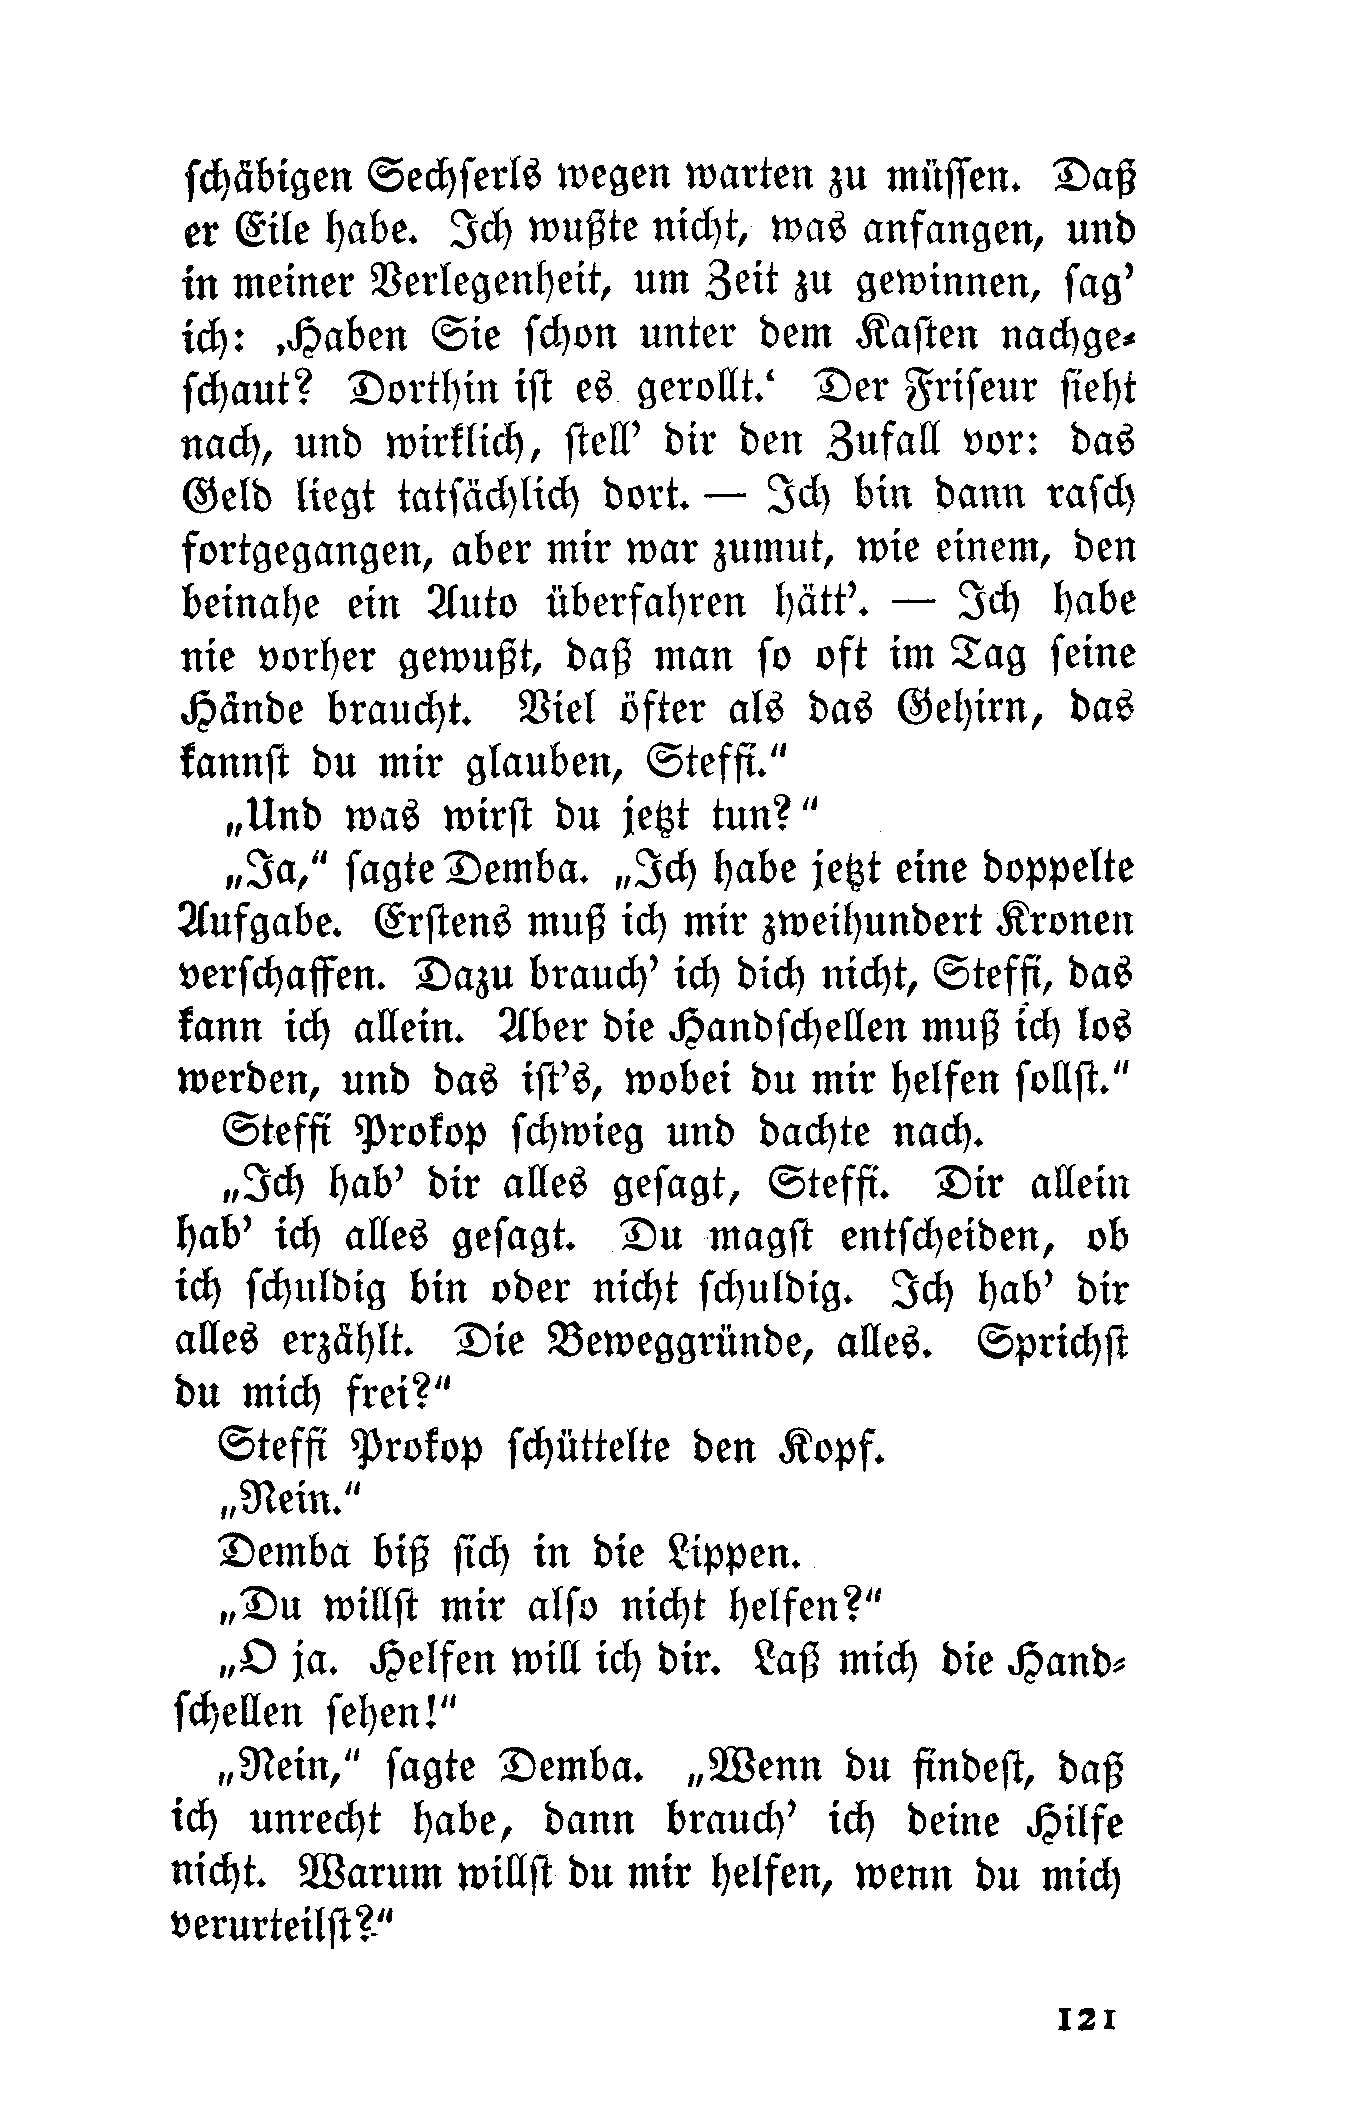 schäbigen Sechserls wegen warten zu müssen. Daß
er Eile habe. Ich wußte nicht, was anfangen, und
in meiner Verlegenheit, um Zeit zu gewinnen, sag’
ich: ‚Haben Sie schon unter dem Kasten nachge-
schaut? Dorthin ist es gerollt.‘ Der Friseur sieht
nach, und wirklich, stell’ dir den Zufall vor: das
Geld liegt tatsächlich dort. — Ich bin dann rasch
fortgegangen, aber mir war zumut, wie einem, den
beinahe ein Auto überfahren hätt’. — Ich habe
nie vorher gewußt, daß man so oft im Tag seine
Hände braucht. Viel öfter als das Gehirn, das
kannst du mir glauben, Steffi.“
„Und was wirst du jetzt tun?“
„Ja,“ sagte Demba. „Ich habe jetzt eine doppelte
Aufgabe. Erstens muß ich mir zweihundert Kronen
verschaffen. Dazu brauch’ ich dich nicht, Steffi, das
kann ich allein. Aber die Handschellen muß ich los
werden, und das ist’s, wobei du mir helfen sollst.“
Steffi Prokop schwieg und dachte nach.
„Ich hab’ dir alles gesagt, Steffi. Dir allein
hab’ ich alles gesagt. Du magst entscheiden, ob
ich schuldig bin oder nicht schuldig. Ich hab’ dir
alles erzählt. Die Beweggründe, alles. Sprichst
du mich frei?“
Steffi Prokop schüttelte den Kopf.
„Nein.“
Demba biß sich in die Lippen.
„Du willst mir also nicht helfen?“
„O ja. Helfen will ich dir. Laß mich die Hand-
schellen sehen!“
„Nein,“ sagte Demba. „Wenn du findest, daß
ich unrecht habe, dann brauch’ ich deine Hilfe
nicht. Warum willst du mir helfen, wenn du mich
verurteilst?“
121